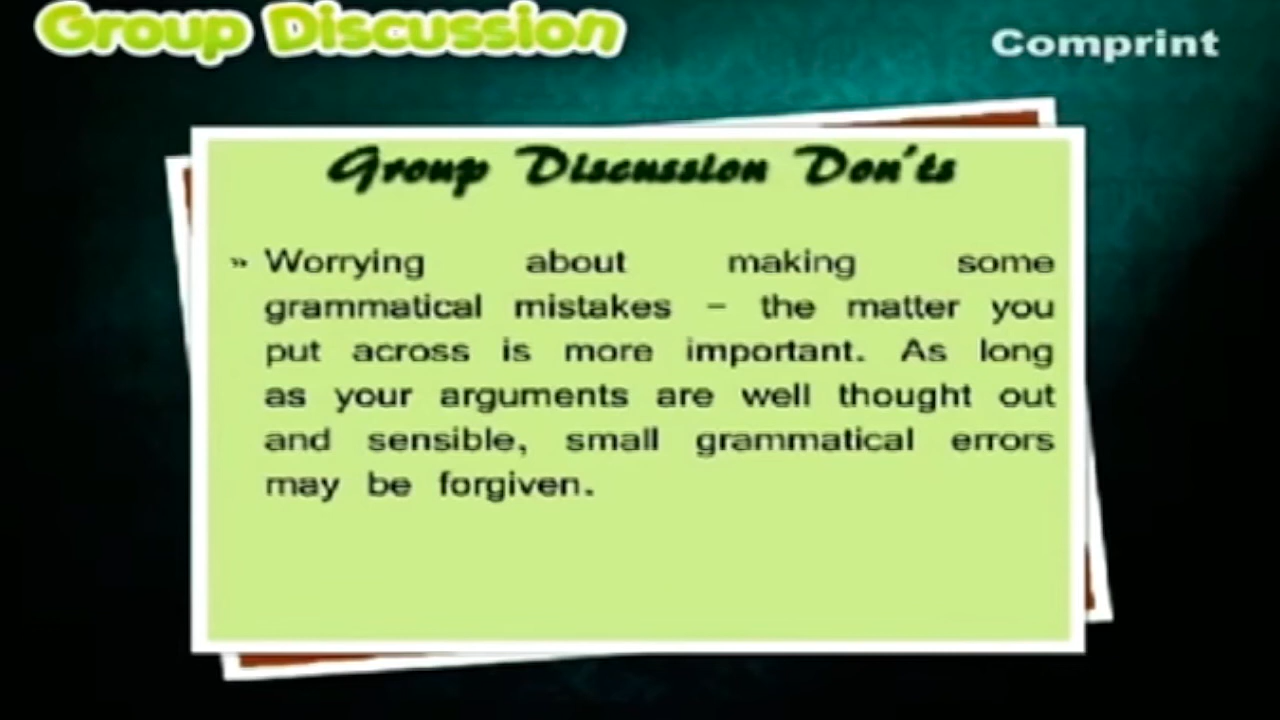 Group Discussion
Comprint
Group Discussion Don'ts
» Worrying about making some
grammatical mistakes – the matter you
put across is more important. As long
as your arguments are well thought out
and sensible, small grammatical errors
may be forgiven.